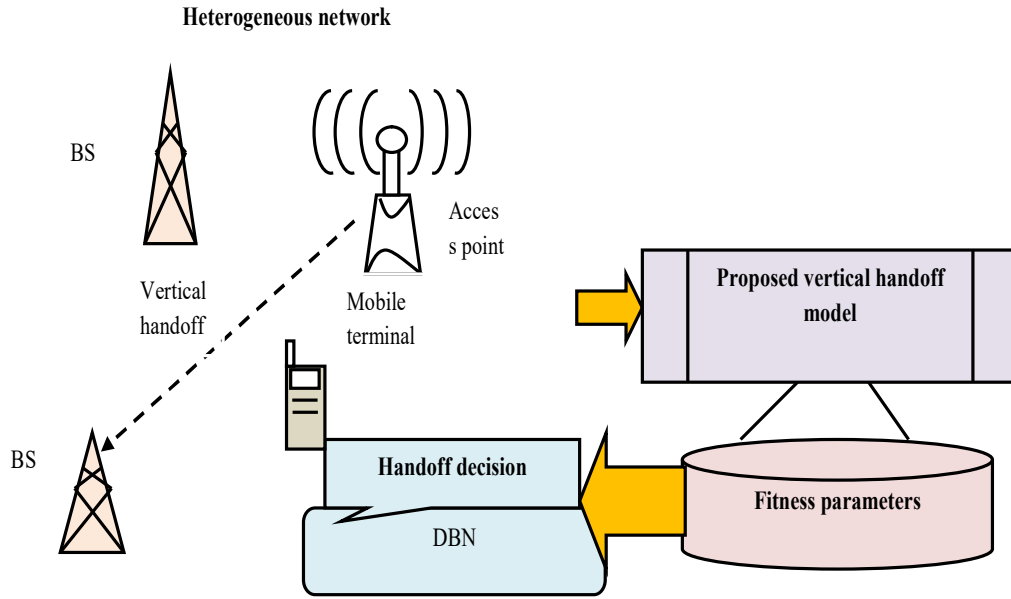 Heterogeneous network
BS
Acces
s point
Vertical
handoff
Mobile
terminal
Proposed vertical handoff
model
BS
Handoff decision
DBN
Fitness parameters